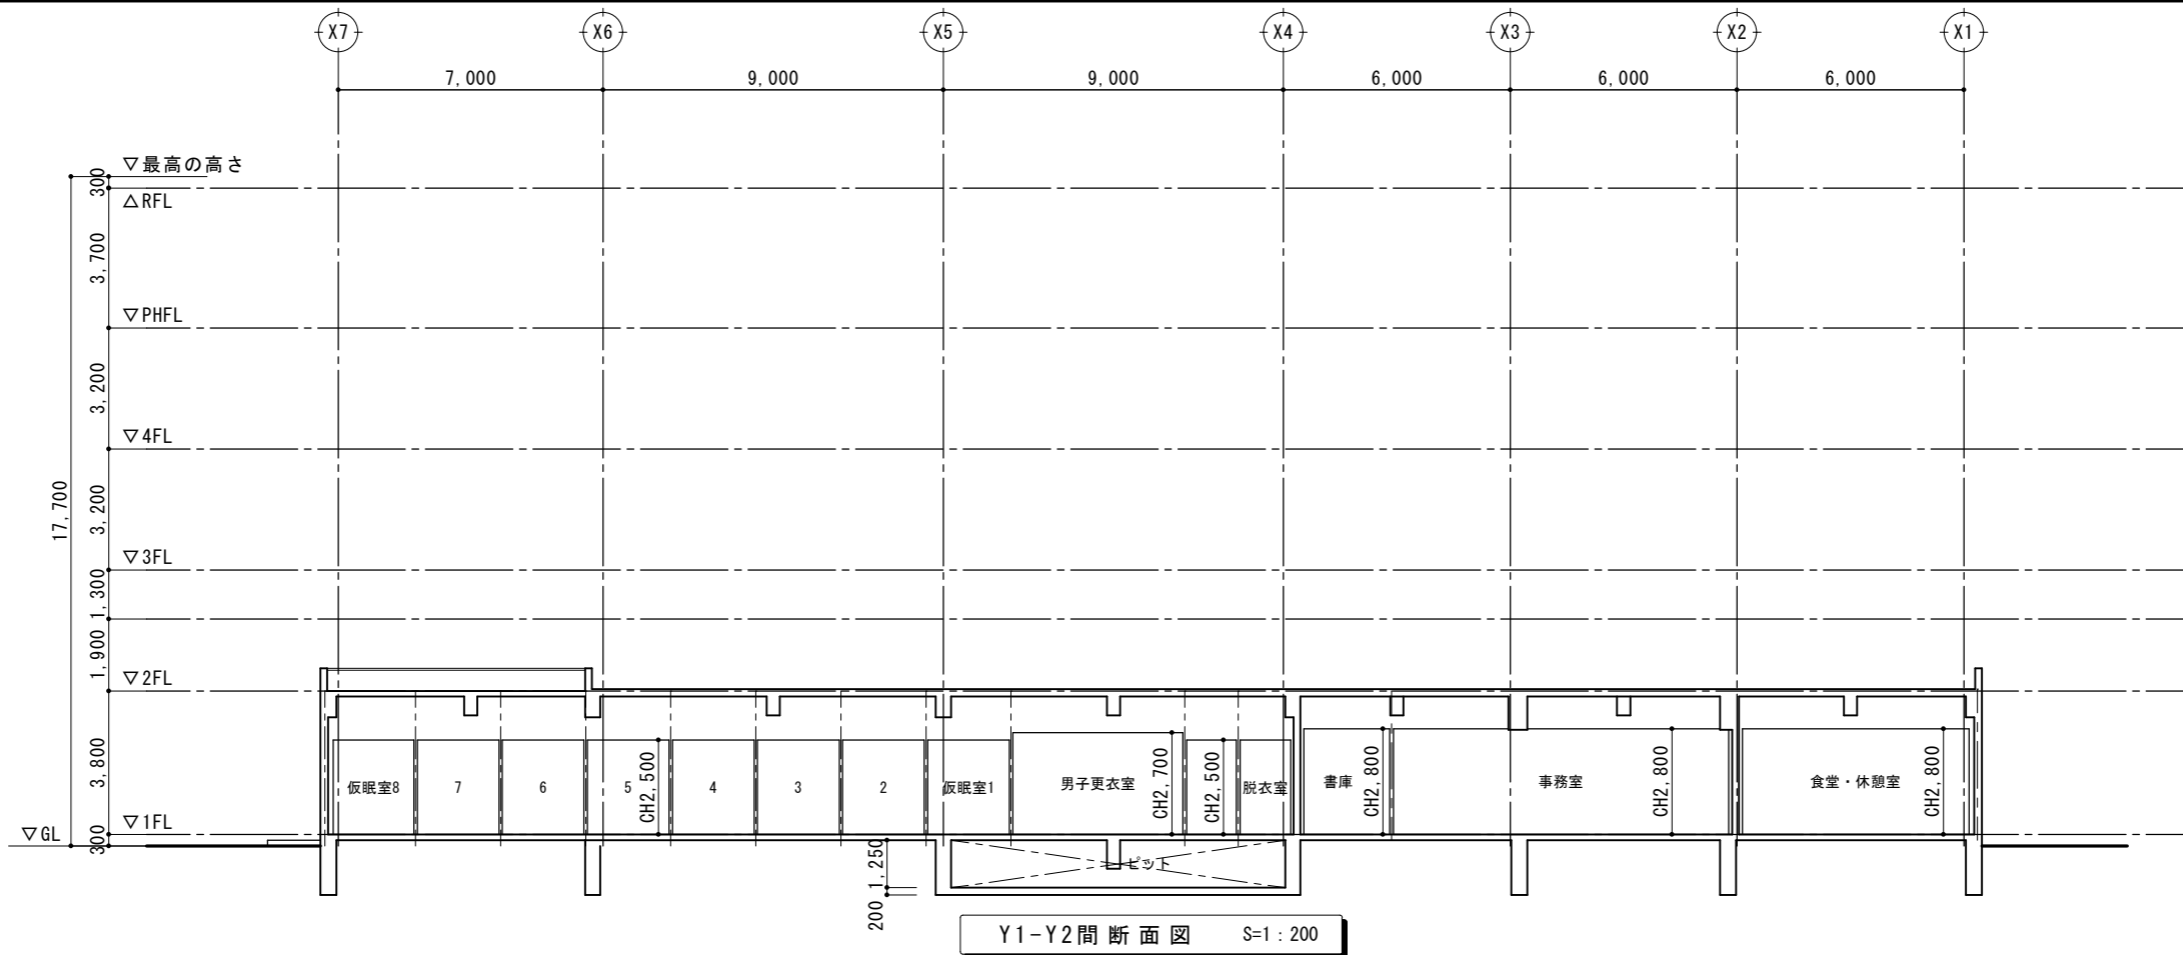 X7 X6 X5 X4 X3 X2 X1
7,000 9,000 9,000 6,000 6,000 6,000
▽最高の高さ
300
△RFL
3,700
▽PHFL
3,200
▽4FL
17,700
3,200
▽3FL
1,300
1,900
▽2FL
3,800
仮眠室8 7 6 5 CH2,500 4 3 2 仮眠室1 男子更衣室 CH2,700 CH2,500 脱衣室 書庫 CH2,800 事務室 CH2,800 食堂・休憩室 CH2,800
▽1FL
▽GL
300
1,250
ピット
200
Y1-Y2間断面図 S=1:200